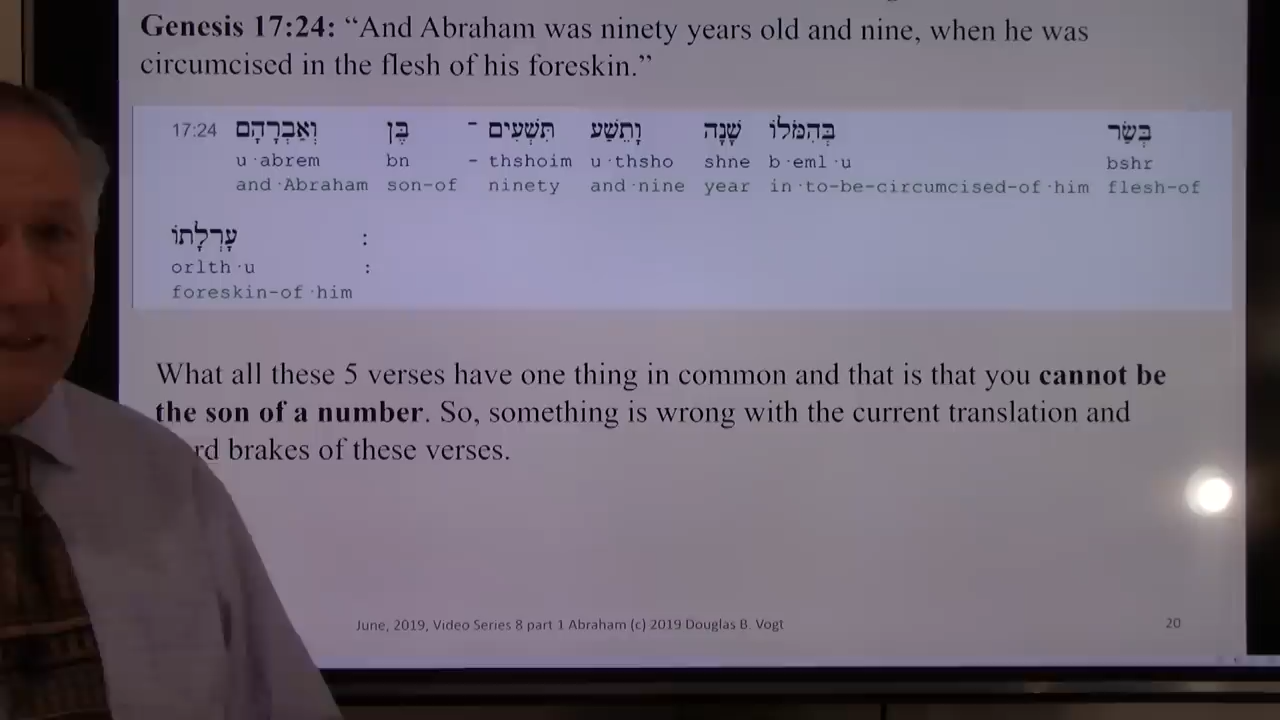 Genesis 17:24: “And Abraham was ninety years old and nine, when he was
circumcised in the flesh of his foreskin.”
17:24 וְאַבְרָהָם בֶּן - תִּשְׁעִים וָתֵשַׁע שָׁנָה בְּהִמֹּלוֹ בְּשַׂר
u·abrem bn - thshoim u·thsho shne b·eml·u bshr
and·Abraham son-of ninety and·nine year in·to-be-circumcised-of·him flesh-of
עָרְלָתוֹ :
orlth·u :
foreskin-of·him
What all these 5 verses have one thing in common and that is that you cannot be
the son of a number. So, something is wrong with the current translation and
rd brakes of these verses.
June, 2019, Video Series 8 part 1 Abraham (c) 2019 Douglas B. Vogt
20